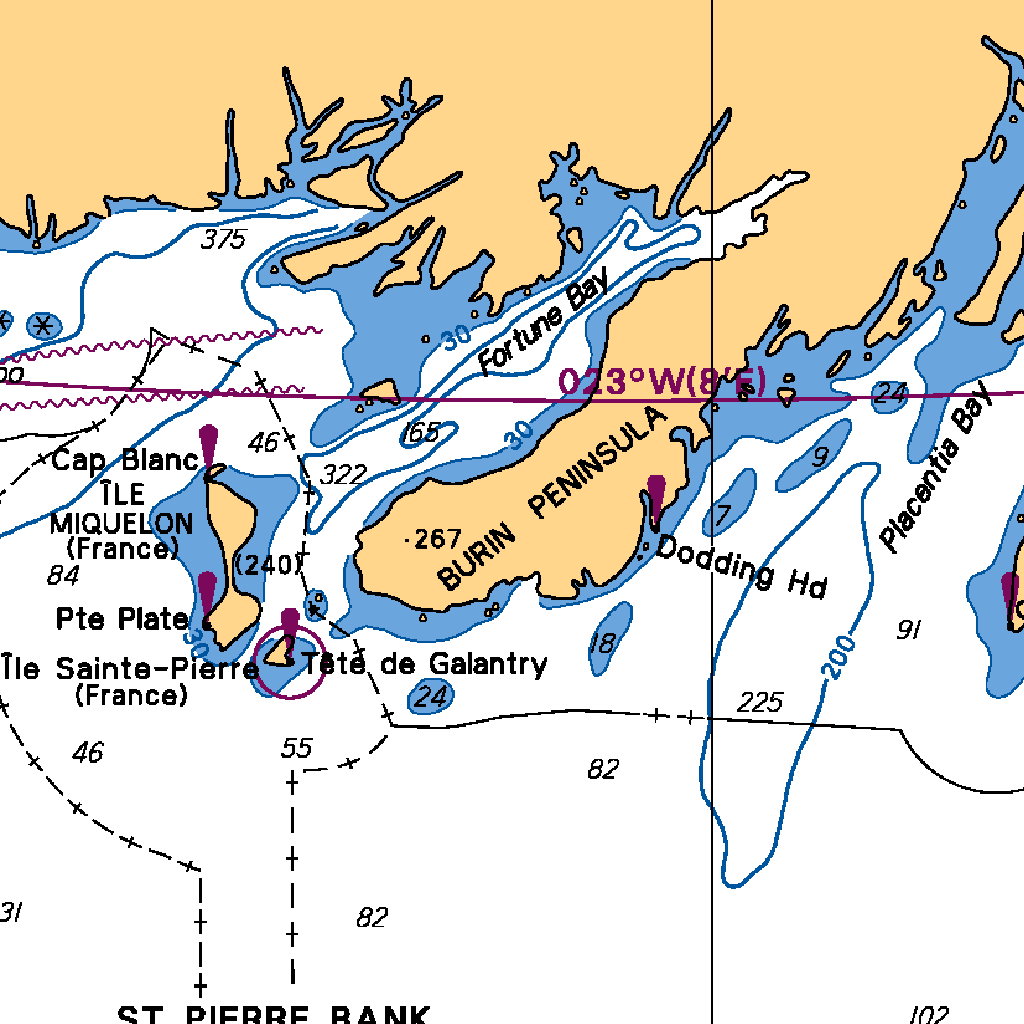 375
Fortune Bay
30
023°W(8'E)
24
165
30
46
322
Cap Blanc
ÎLE
MIQUELON
(France)
9
7
Placentia Bay
BURIN PENINSULA
267
(240)
84
Dodding Hd
Pte Plate
30
18
91
200
Île Sainte-Pierre
(France)
Tête de Galantry
24
225
46
55
82
31
82
ST PIERRE BANK
102